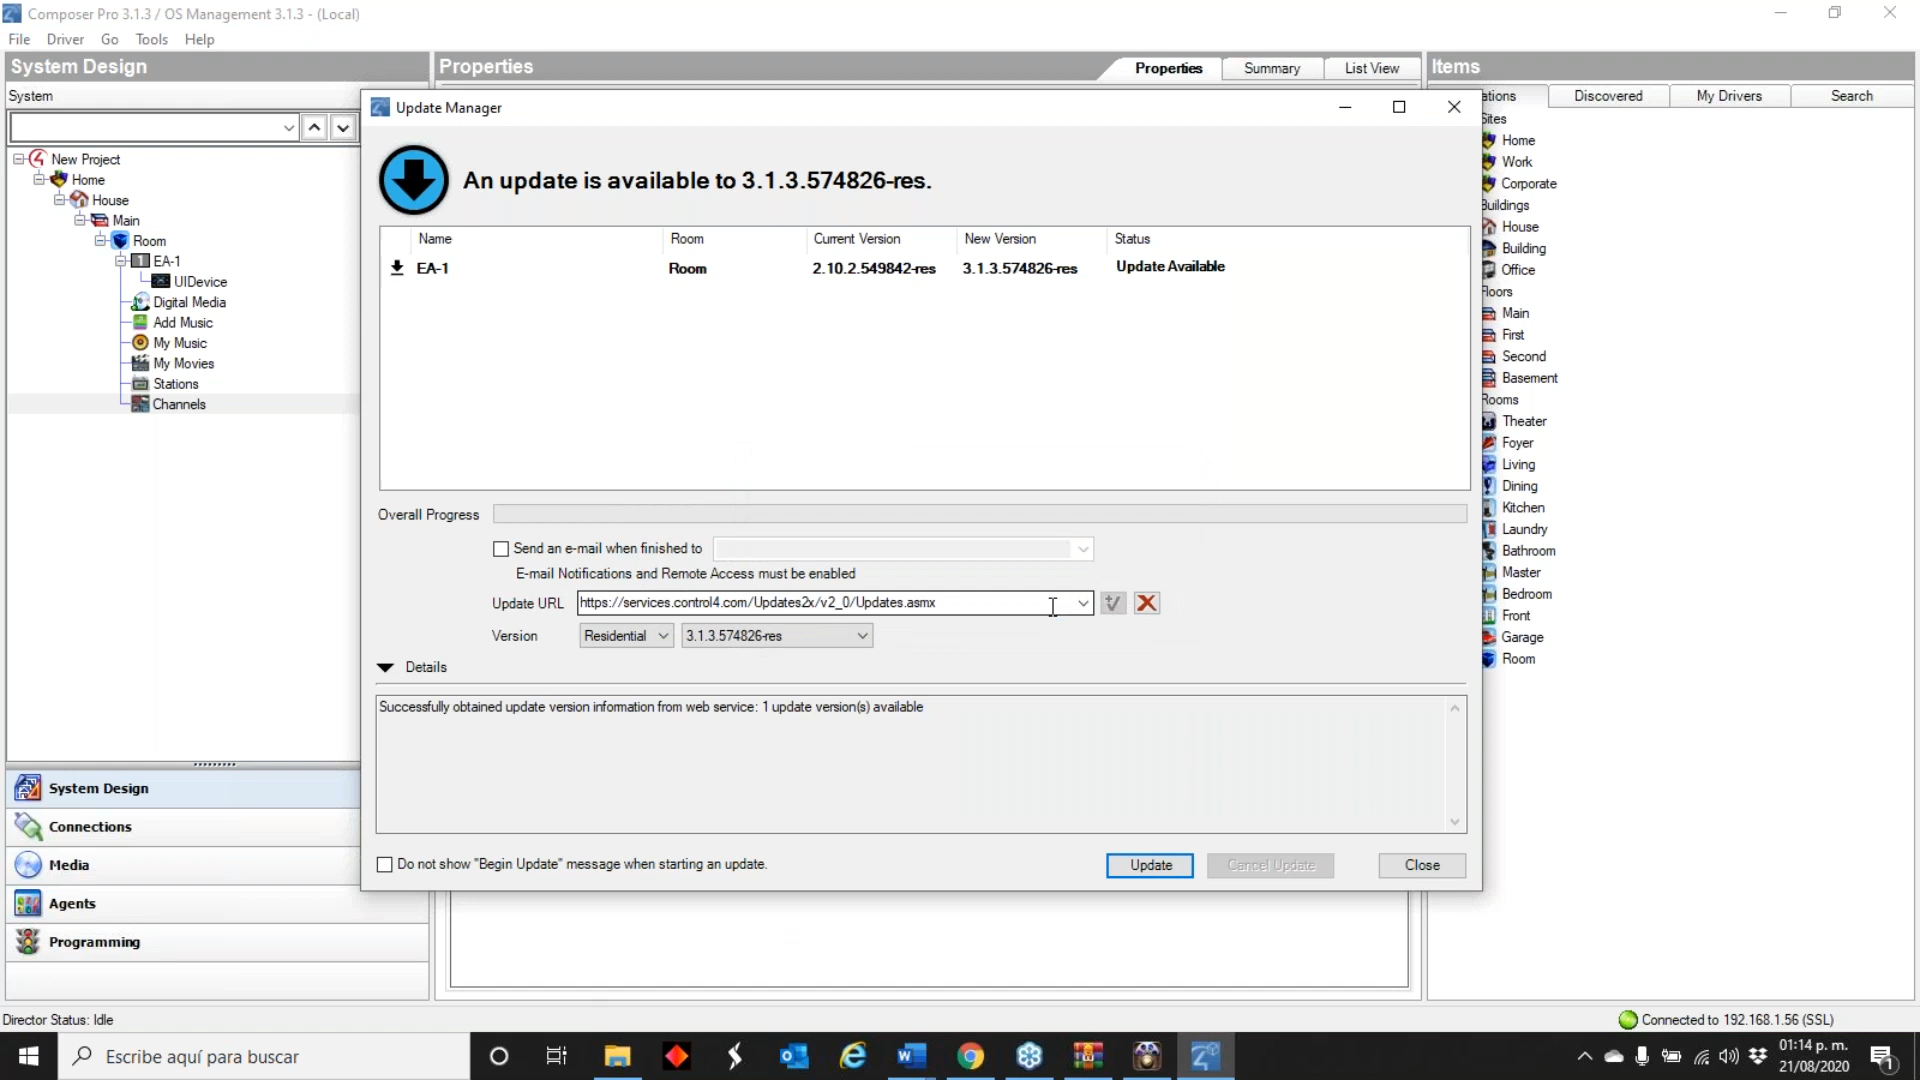 Composer Pro 3.1.3 / OS Management 3.1.3 - (Local)
File Driver Go Tools Help
System Design
System
New Project
Home
House
Main
Room
EA-1
UIDevice
Digital Media
Add Music
My Music
My Movies
Stations
Channels
System Design
Connections
Media
Agents
Programming
Properties
Properties Summary List View
Update Manager
An update is available to 3.1.3.574826-res.
Name Room Current Version New Version Status
EA-1 Room 2.10.2.549842-res 3.1.3.574826-res Update Available
Overall Progress
Send an e-mail when finished to
E-mail Notifications and Remote Access must be enabled
Update URL https://services.control4.com/Updates2x/v2_0/Updates.asmx
Version Residential 3.1.3.574826-res
Details
Successfully obtained update version information from web service: 1 update version(s) available
Do not show "Begin Update" message when starting an update.
Update Cancel Update Close
Items
ations Discovered My Drivers Search
Sites
Home
Work
Corporate
Buildings
House
Building
Office
Floors
Main
First
Second
Basement
Rooms
Theater
Foyer
Living
Dining
Kitchen
Laundry
Bathroom
Master
Bedroom
Front
Garage
Room
Director Status: Idle
Connected to 192.168.1.56 (SSL)
Escribe aquí para buscar
01:14 p. m.
21/08/2020
1